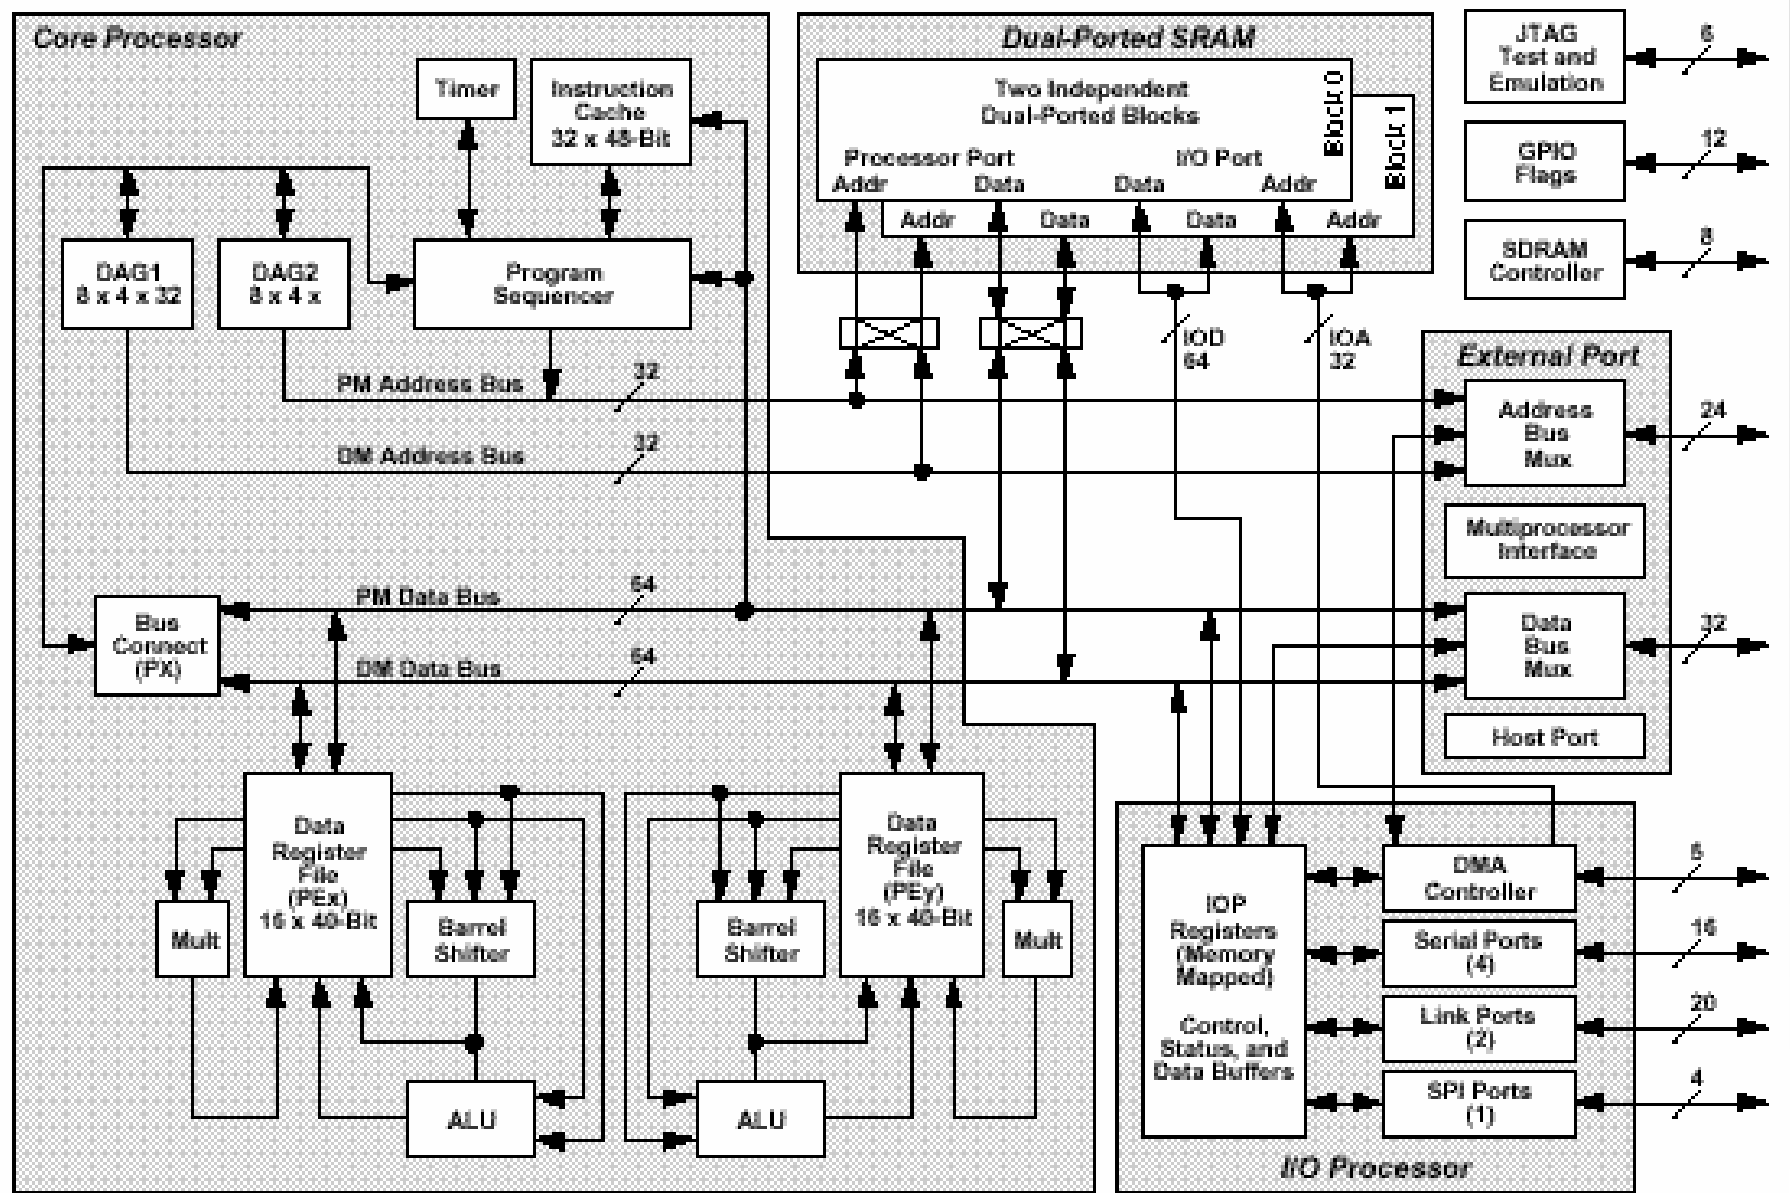 Core Processor
Timer
Instruction
Cache
32 x 48-Bit
DAG1
8 x 4 x 32
DAG2
8 x 4 x
Program
Sequencer
PM Address Bus
32
DM Address Bus
32
Bus
Connect
(PX)
PM Data Bus
64
DM Data Bus
64
Data
Register
File
(PEx)
16 x 40-Bit
Mult
Barrel
Shifter
ALU
Data
Register
File
(PEy)
16 x 40-Bit
Barrel
Shifter
Mult
ALU
Dual-Ported SRAM
Two Independent
Dual-Ported Blocks
Block 0
Block 1
Processor Port
I/O Port
Addr
Data
Data
Addr
Addr
Data
Data
Addr
IOD
64
IOA
32
JTAG
Test and
Emulation
6
GPIO
Flags
12
SDRAM
Controller
8
External Port
Address
Bus
Mux
24
Multiprocessor
Interface
Data
Bus
Mux
32
Host Port
IOP
Registers
(Memory
Mapped)
Control,
Status, and
Data Buffers
DMA
Controller
5
Serial Ports
(4)
16
Link Ports
(2)
20
SPI Ports
(1)
4
I/O Processor